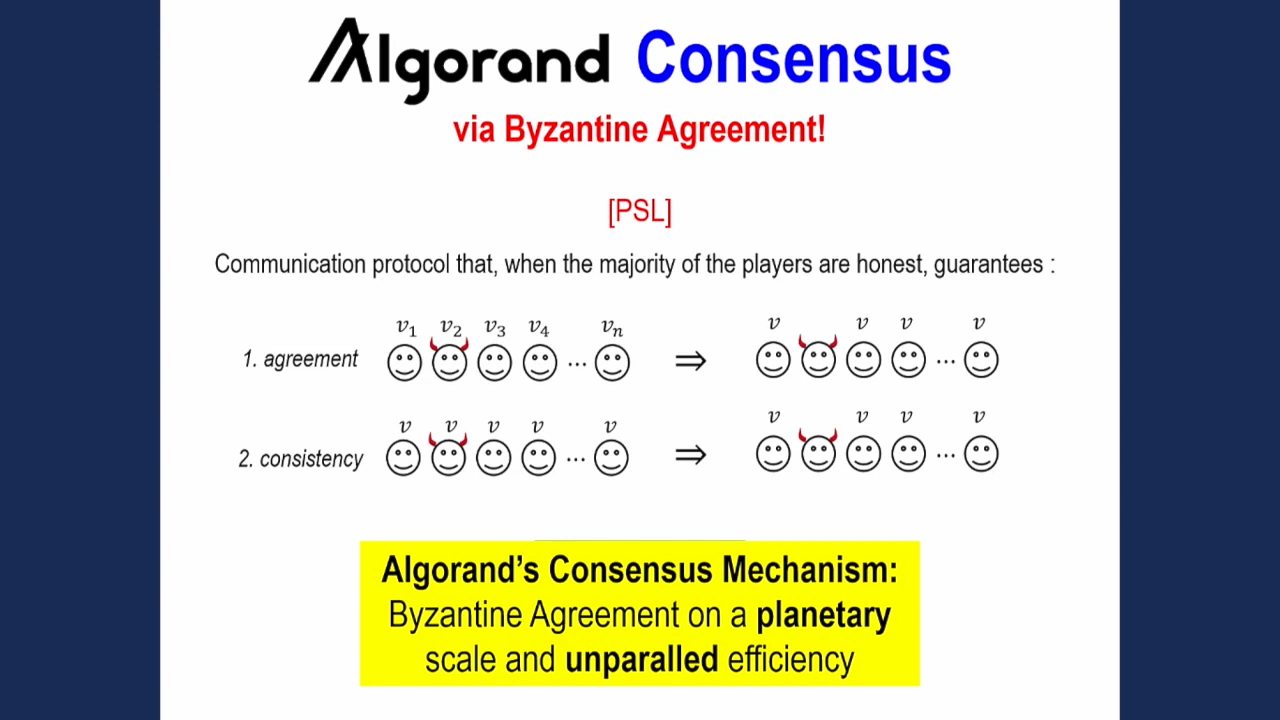 Algorand Consensus
via Byzantine Agreement!
[PSL]
Communication protocol that, when the majority of the players are honest, guarantees :
v₁ v₂ v₃ v₄ vₙ v v v v
1. agreement ... ⇒ ...
v v v v v v v v v
2. consistency ... ⇒ ...
Algorand's Consensus Mechanism:
Byzantine Agreement on a planetary
scale and unparalled efficiency